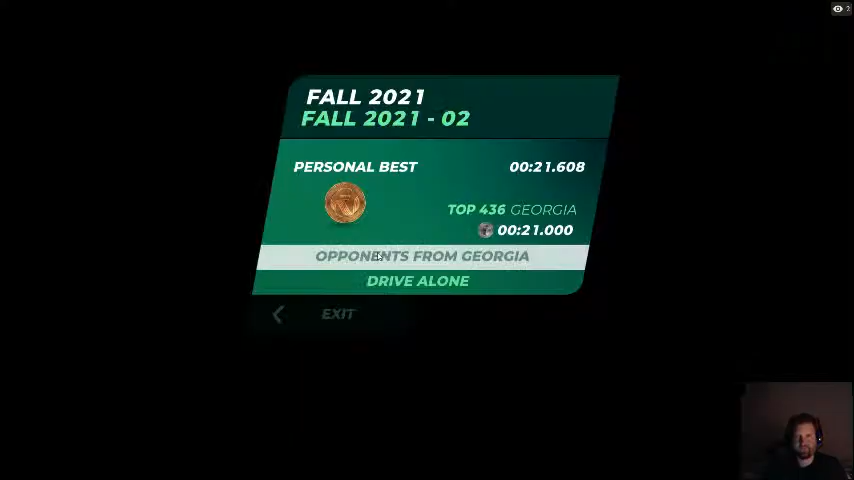 2
FALL 2021
FALL 2021 - 02
PERSONAL BEST 00:21.608
TOP 436 GEORGIA
00:21.000
OPPONENTS FROM GEORGIA
DRIVE ALONE
EXIT